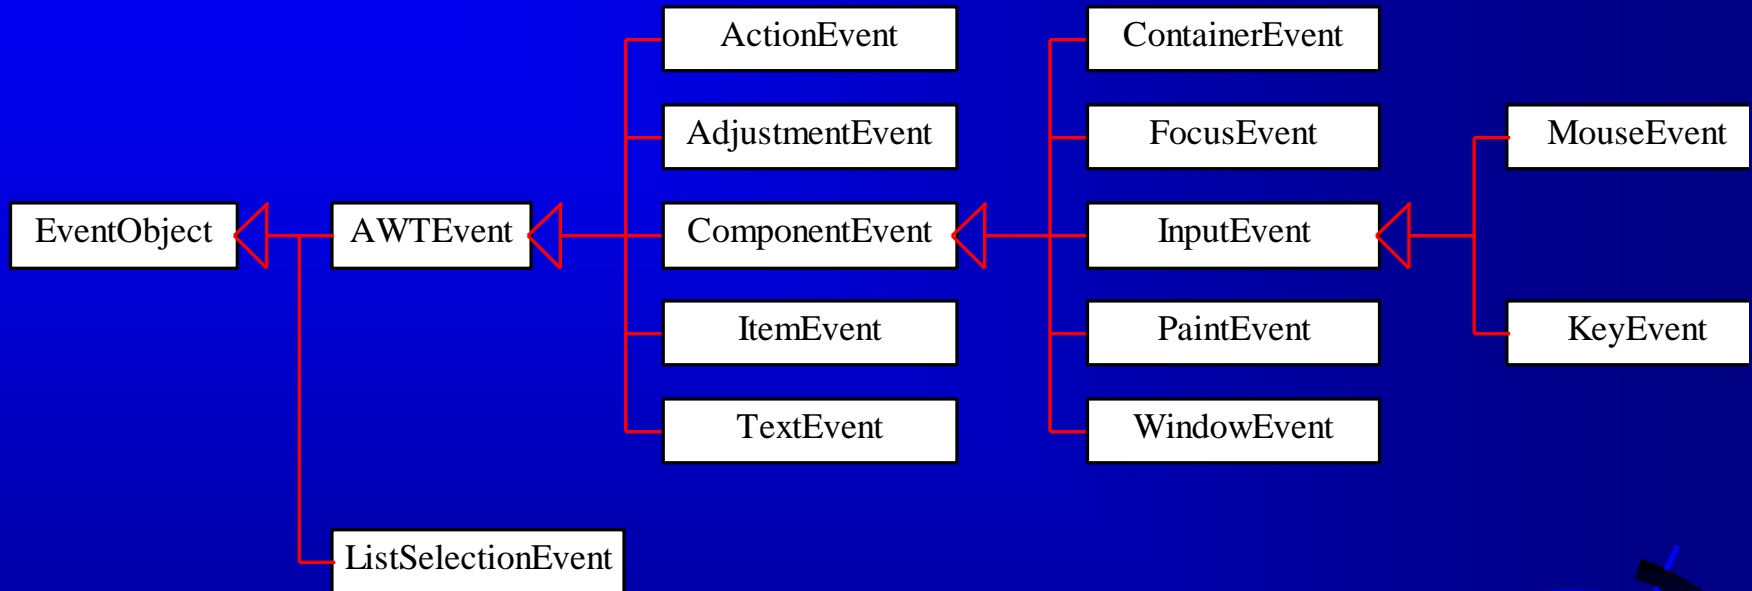 ActionEvent
ContainerEvent
AdjustmentEvent
FocusEvent
MouseEvent
EventObject
AWTEvent
ComponentEvent
InputEvent
ItemEvent
PaintEvent
KeyEvent
TextEvent
WindowEvent
ListSelectionEvent